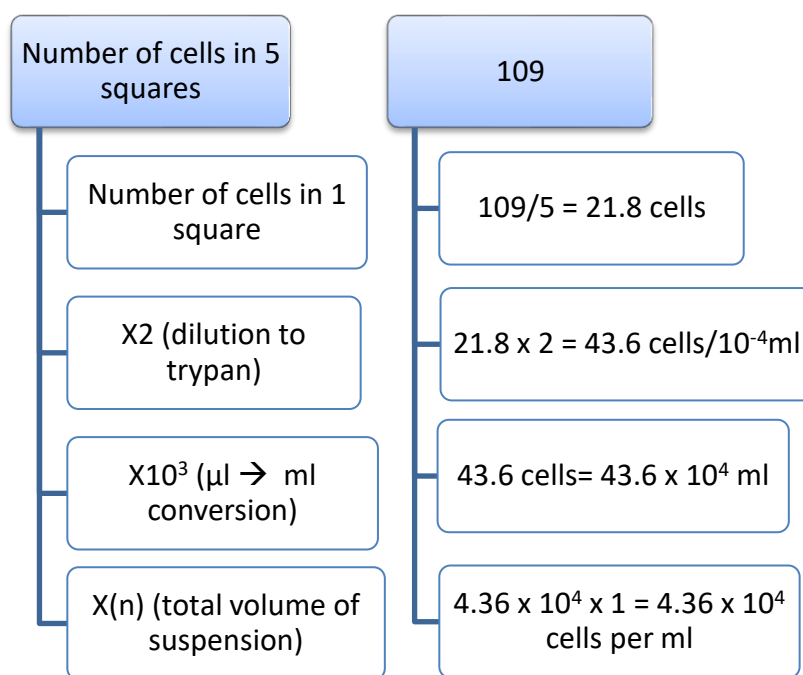 Number of cells in 5
squares
Number of cells in 1
square
X2 (dilution to
trypan)
X10³ (µl → ml
conversion)
X(n) (total volume of
suspension)
109
109/5 = 21.8 cells
21.8 x 2 = 43.6 cells/10⁻⁴ml
43.6 cells= 43.6 x 10⁴ ml
4.36 x 10⁴ x 1 = 4.36 x 10⁴
cells per ml